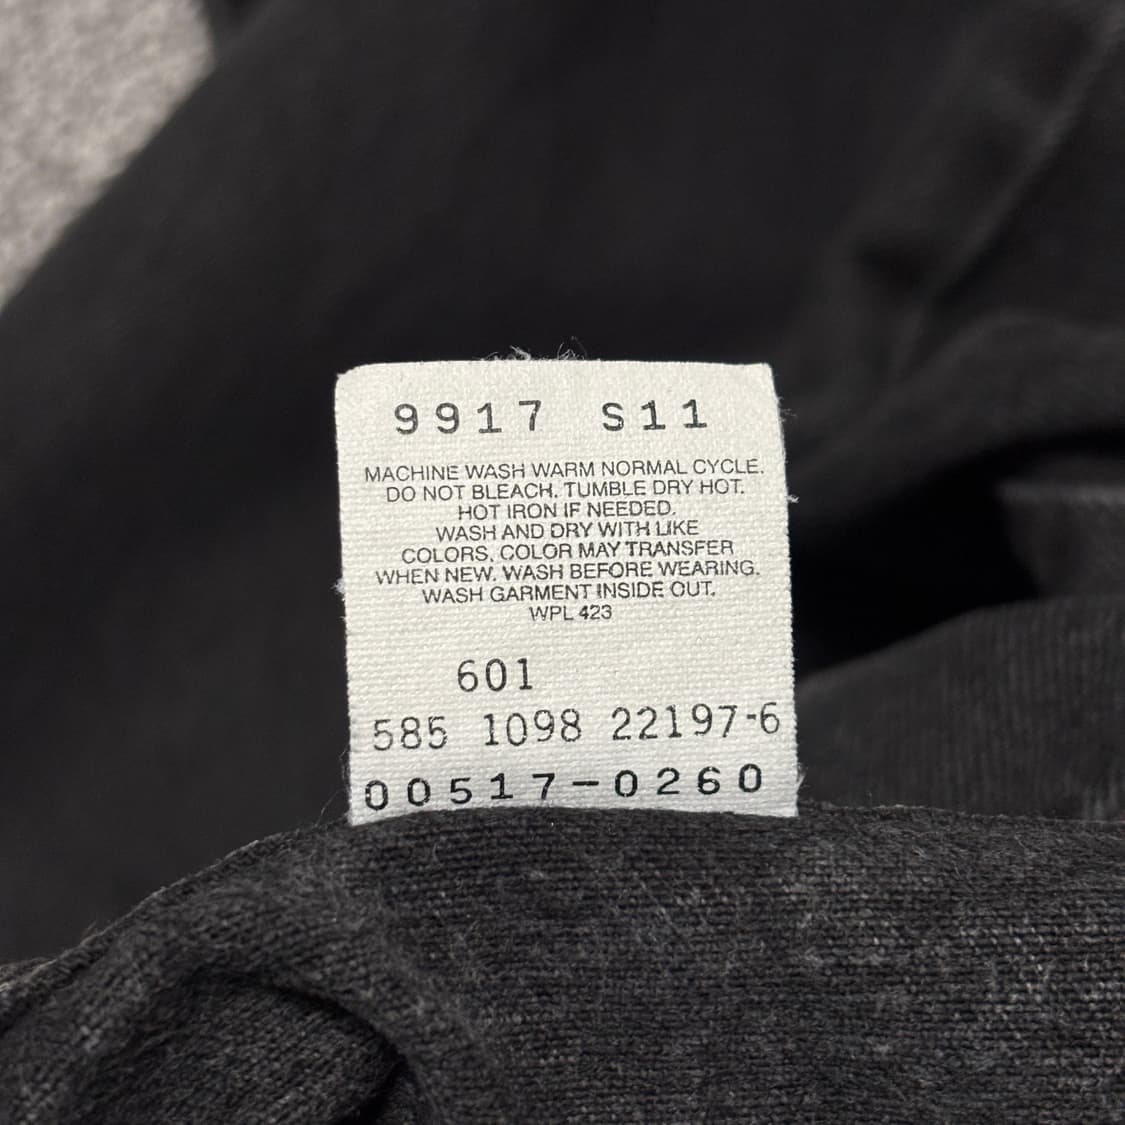 9917 S11
MACHINE WASH WARM NORMAL CYCLE.
DO NOT BLEACH. TUMBLE DRY HOT.
HOT IRON IF NEEDED.
WASH AND DRY WITH LIKE
COLORS. COLOR MAY TRANSFER
WHEN NEW. WASH BEFORE WEARING.
WASH GARMENT INSIDE OUT.
WPL 423
601
585 1098 22197-6
00517-0260